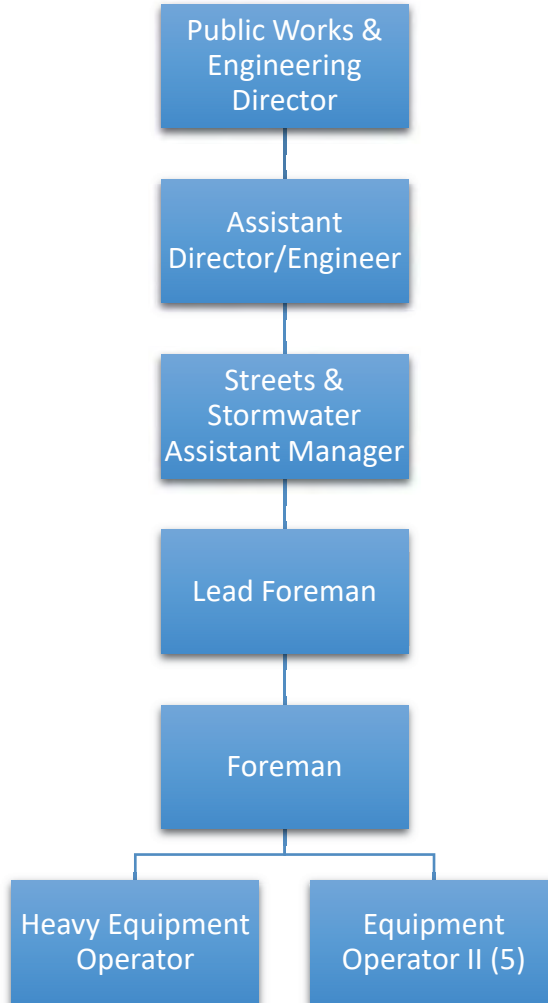 Public Works &
Engineering
Director
Assistant
Director/Engineer
Streets &
Stormwater
Assistant Manager
Lead Foreman
Foreman
Heavy Equipment
Operator
Equipment
Operator II (5)